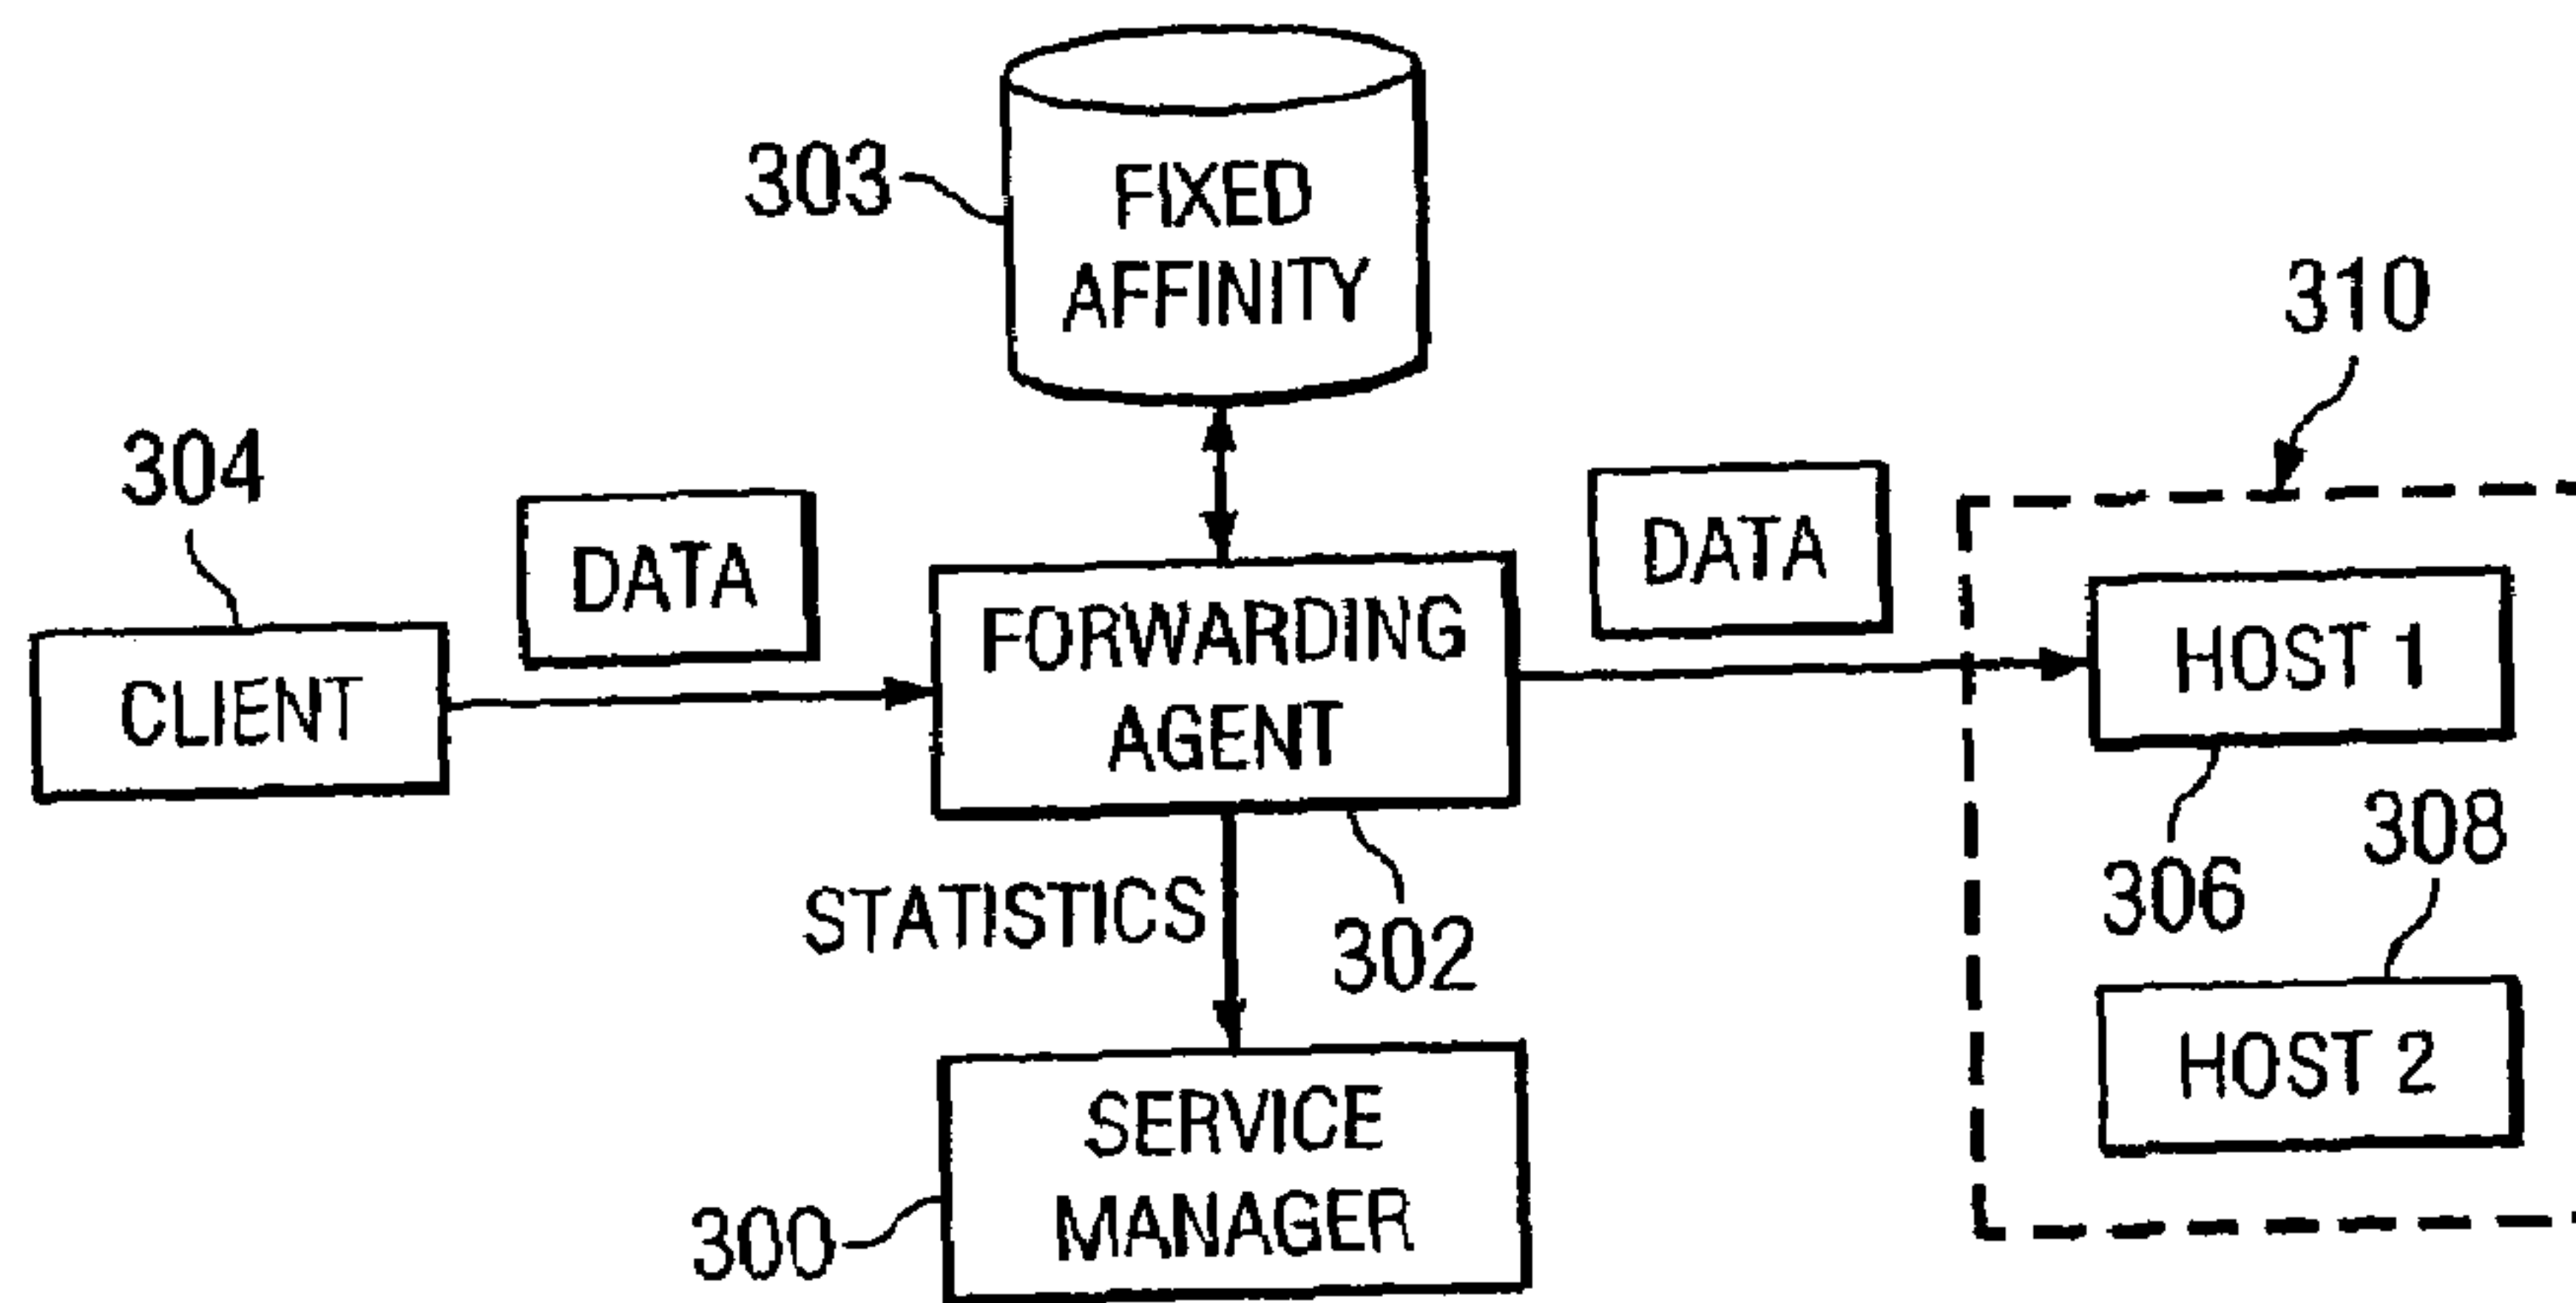 303
FIXED
AFFINITY
310
304
DATA
DATA
CLIENT
FORWARDING
AGENT
HOST 1
306
308
STATISTICS
302
HOST 2
SERVICE
MANAGER
300